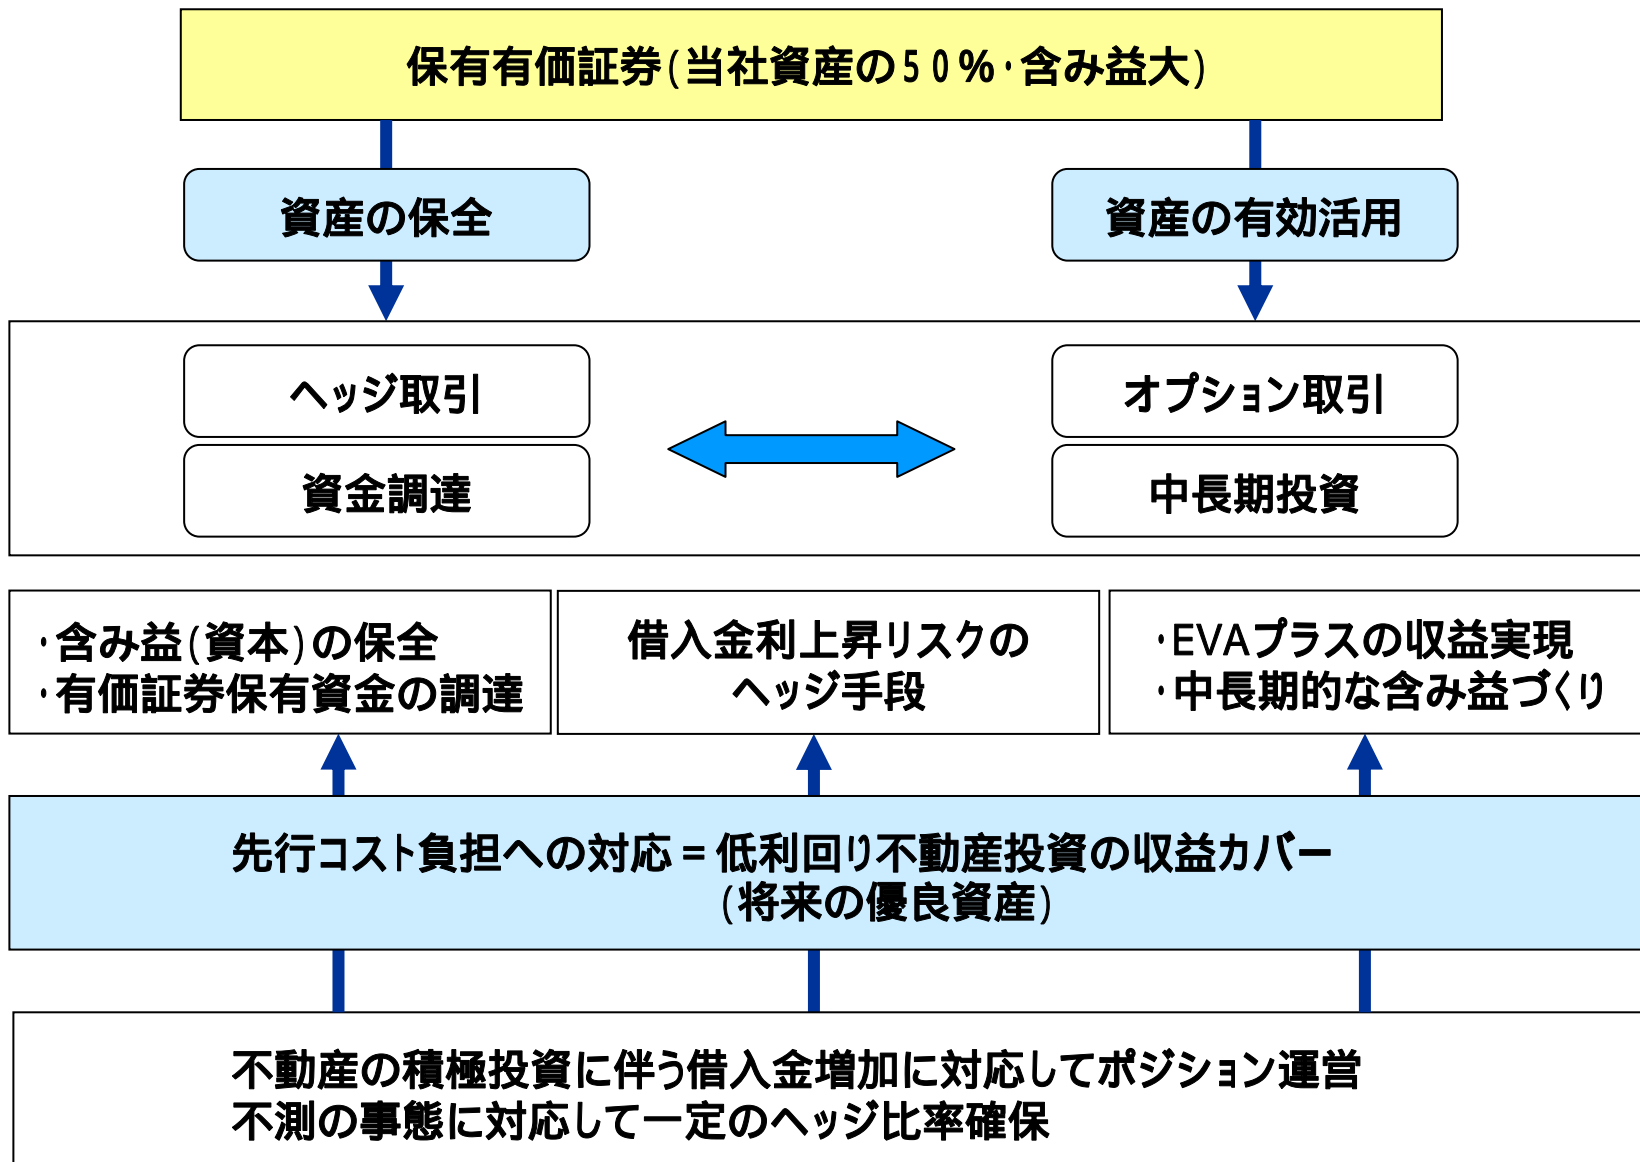 保有有価証券(当社資産の50%・含み益大)
資産の保全
資産の有効活用
ヘッジ取引
オプション取引
資金調達
中長期投資
・含み益(資本)の保全
・有価証券保有資金の調達
借入金利上昇リスクの
ヘッジ手段
・EVAプラスの収益実現
・中長期的な含み益づくり
先行コスト負担への対応=低利回り不動産投資の収益カバー
(将来の優良資産)
不動産の積極投資に伴う借入金増加に対応してポジション運営
不測の事態に対応して一定のヘッジ比率確保